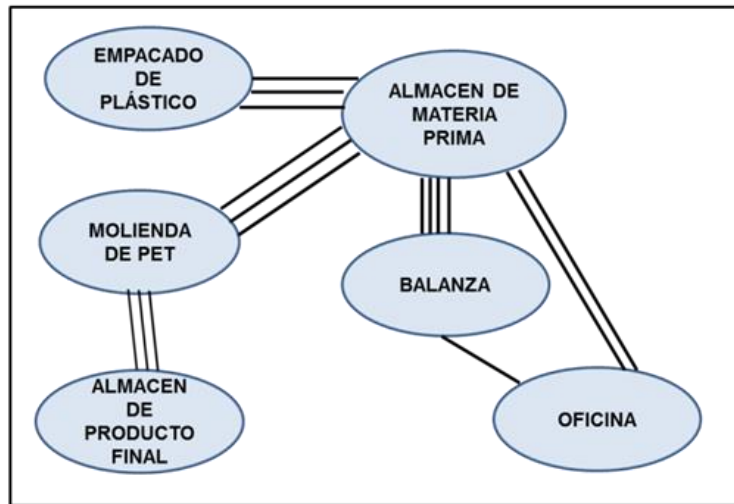 EMPACADO
DE
PLÁSTICO
ALMACEN DE
MATERIA
PRIMA
MOLIENDA
DE PET
BALANZA
ALMACEN
DE
PRODUCTO
FINAL
OFICINA